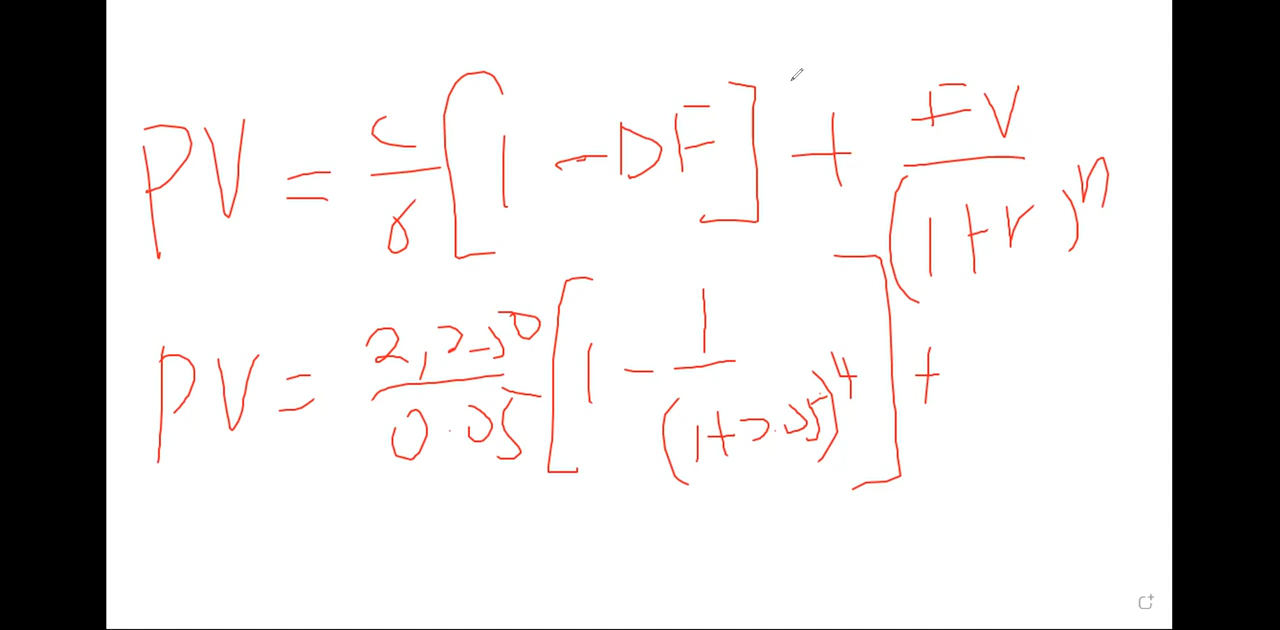 PV = C/r [1 - DF] + FV/(1+r)^n
PV = 2,250/0.05 [1 - 1/(1+0.05)^4] +